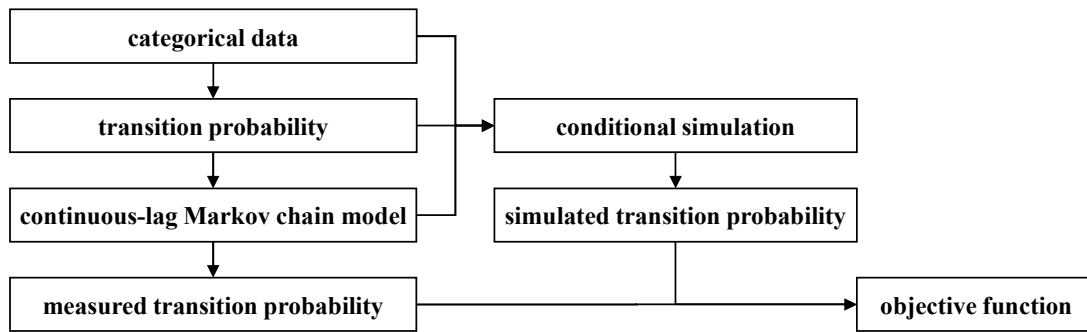 categorical data
transition probability
conditional simulation
continuous-lag Markov chain model
simulated transition probability
measured transition probability
objective function